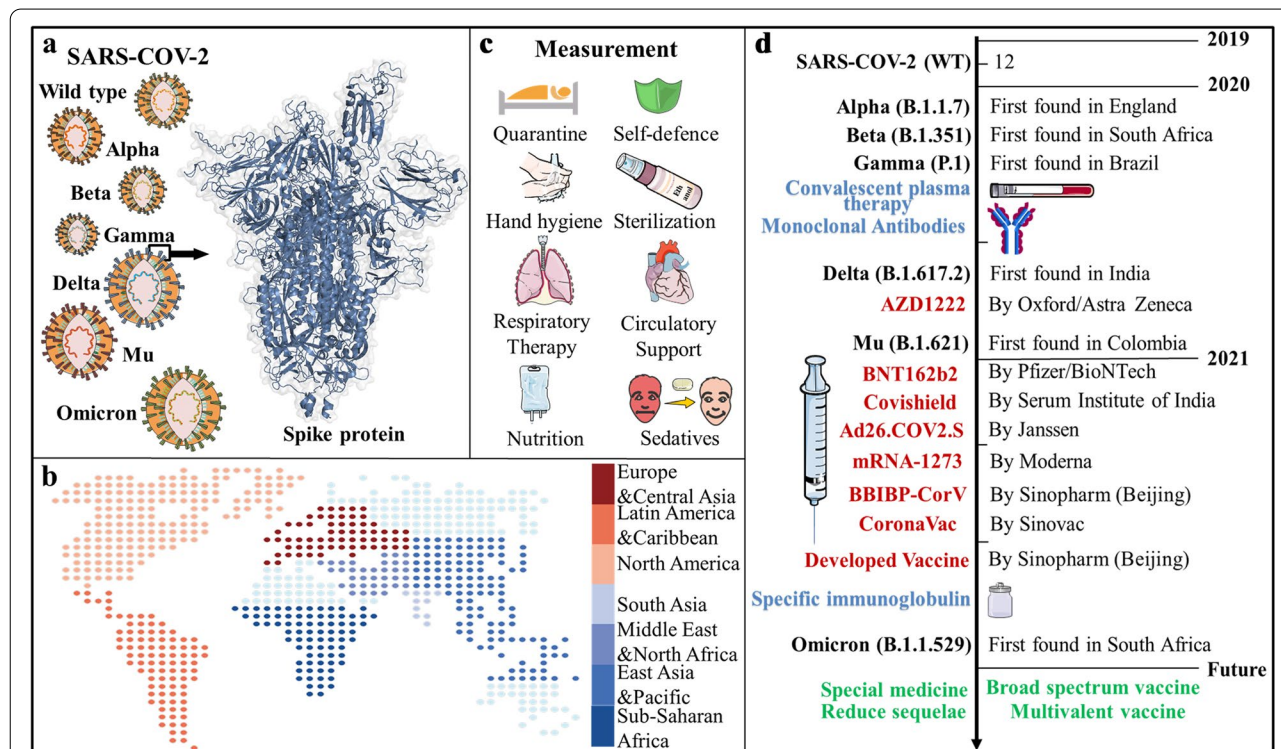 a
SARS-COV-2
Wild type
Alpha
Beta
Gamma
Delta
Mu
Omicron
Spike protein
c
Measurement
Quarantine
Self-defence
Hand hygiene
Eth
anol
Sterilization
Respiratory
Therapy
Circulatory
Support
Nutrition
Sedatives
b
Europe
&Central Asia
Latin America
&Caribbean
North America
South Asia
Middle East
&North Africa
East Asia
&Pacific
Sub-Saharan
Africa
d
2019
SARS-COV-2 (WT) 12
2020
Alpha (B.1.1.7) First found in England
Beta (B.1.351) First found in South Africa
Gamma (P.1) First found in Brazil
Convalescent plasma
therapy
Monoclonal Antibodies
Delta (B.1.617.2) First found in India
AZD1222 By Oxford/Astra Zeneca
Mu (B.1.621) First found in Colombia
2021
BNT162b2 By Pfizer/BioNTech
Covishield By Serum Institute of India
Ad26.COV2.S By Janssen
mRNA-1273 By Moderna
BBIBP-CorV By Sinopharm (Beijing)
CoronaVac By Sinovac
Developed Vaccine By Sinopharm (Beijing)
Specific immunoglobulin
Omicron (B.1.1.529) First found in South Africa
Future
Special medicine Broad spectrum vaccine
Reduce sequelae Multivalent vaccine